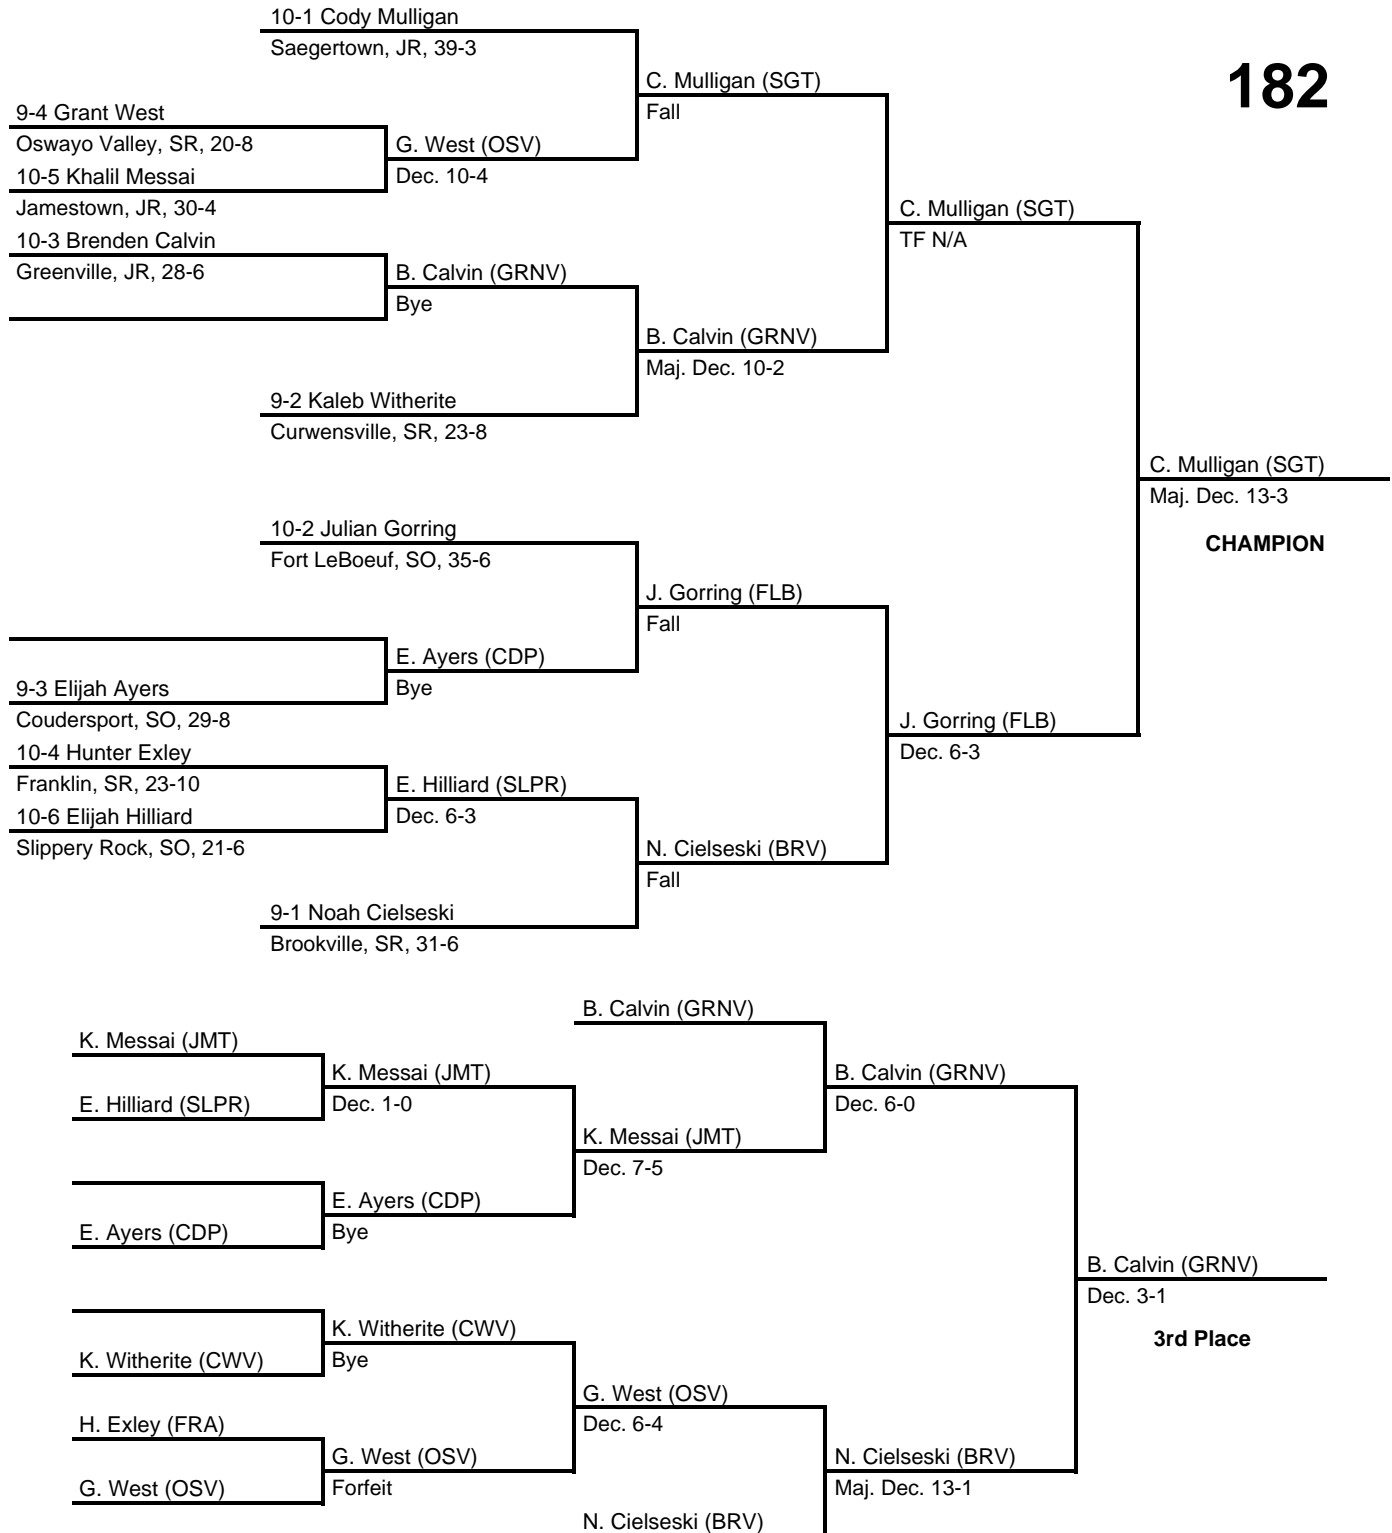 10-1 Cody Mulligan
Saegertown, JR, 39-3
182
C. Mulligan (SGT)
Fall
9-4 Grant West
Oswayo Valley, SR, 20-8
G. West (OSV)
Dec. 10-4
10-5 Khalil Messai
Jamestown, JR, 30-4
C. Mulligan (SGT)
TF N/A
10-3 Brenden Calvin
Greenville, JR, 28-6
B. Calvin (GRNV)
Bye
B. Calvin (GRNV)
Maj. Dec. 10-2
9-2 Kaleb Witherite
Curwensville, SR, 23-8
C. Mulligan (SGT)
Maj. Dec. 13-3
CHAMPION
10-2 Julian Gorring
Fort LeBoeuf, SO, 35-6
J. Gorring (FLB)
Fall
E. Ayers (CDP)
Bye
9-3 Elijah Ayers
Coudersport, SO, 29-8
J. Gorring (FLB)
Dec. 6-3
10-4 Hunter Exley
Franklin, SR, 23-10
E. Hilliard (SLPR)
Dec. 6-3
10-6 Elijah Hilliard
Slippery Rock, SO, 21-6
N. Cielseski (BRV)
Fall
9-1 Noah Cielseski
Brookville, SR, 31-6
B. Calvin (GRNV)
K. Messai (JMT)
K. Messai (JMT)
Dec. 1-0
B. Calvin (GRNV)
Dec. 6-0
E. Hilliard (SLPR)
K. Messai (JMT)
Dec. 7-5
E. Ayers (CDP)
Bye
E. Ayers (CDP)
B. Calvin (GRNV)
Dec. 3-1
3rd Place
K. Witherite (CWV)
Bye
K. Witherite (CWV)
G. West (OSV)
Dec. 6-4
H. Exley (FRA)
G. West (OSV)
Forfeit
N. Cielseski (BRV)
Maj. Dec. 13-1
G. West (OSV)
N. Cielseski (BRV)